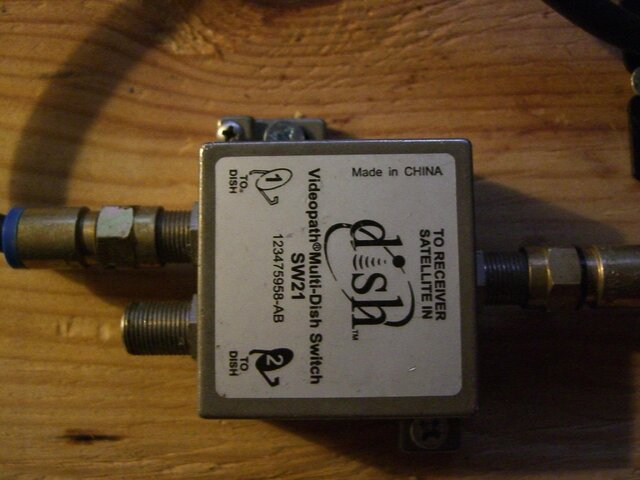 Made in CHINA
TO RECEIVER
SATELLITE IN
dish™
Videopath®Multi-Dish Switch
SW21
123475958-AB
1
TO
DISH
2
TO
DISH